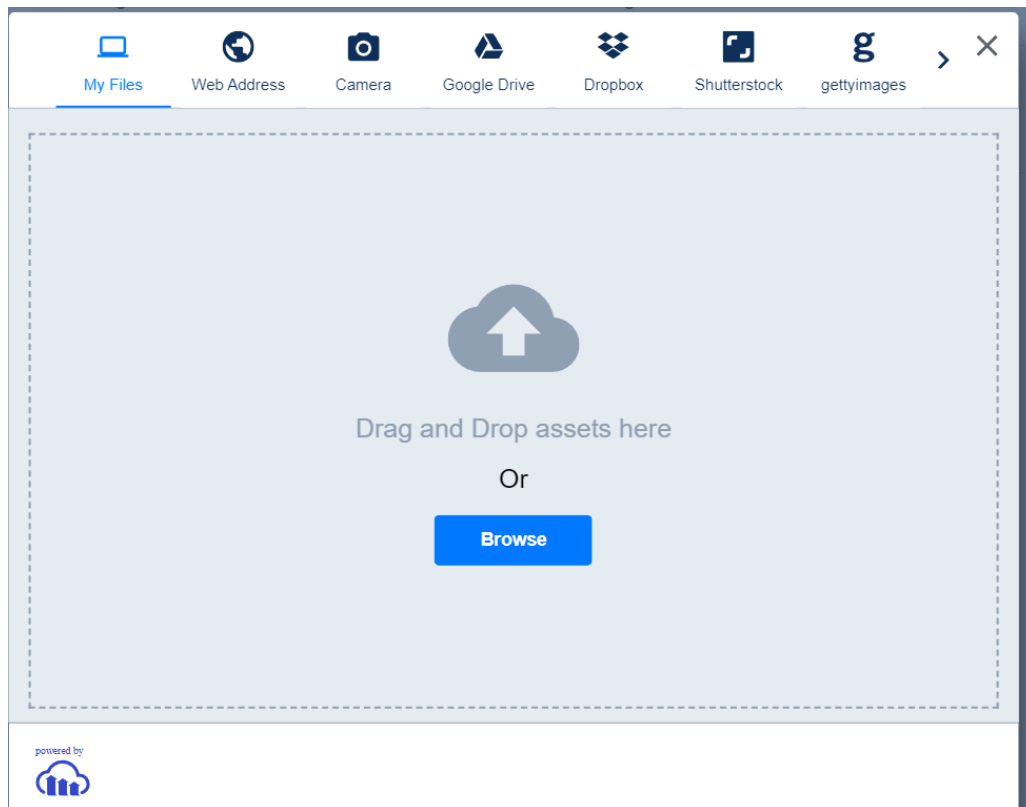 My Files
Web Address
Camera
Google Drive
Dropbox
Shutterstock
gettyimages
Drag and Drop assets here
Or
Browse
powered by